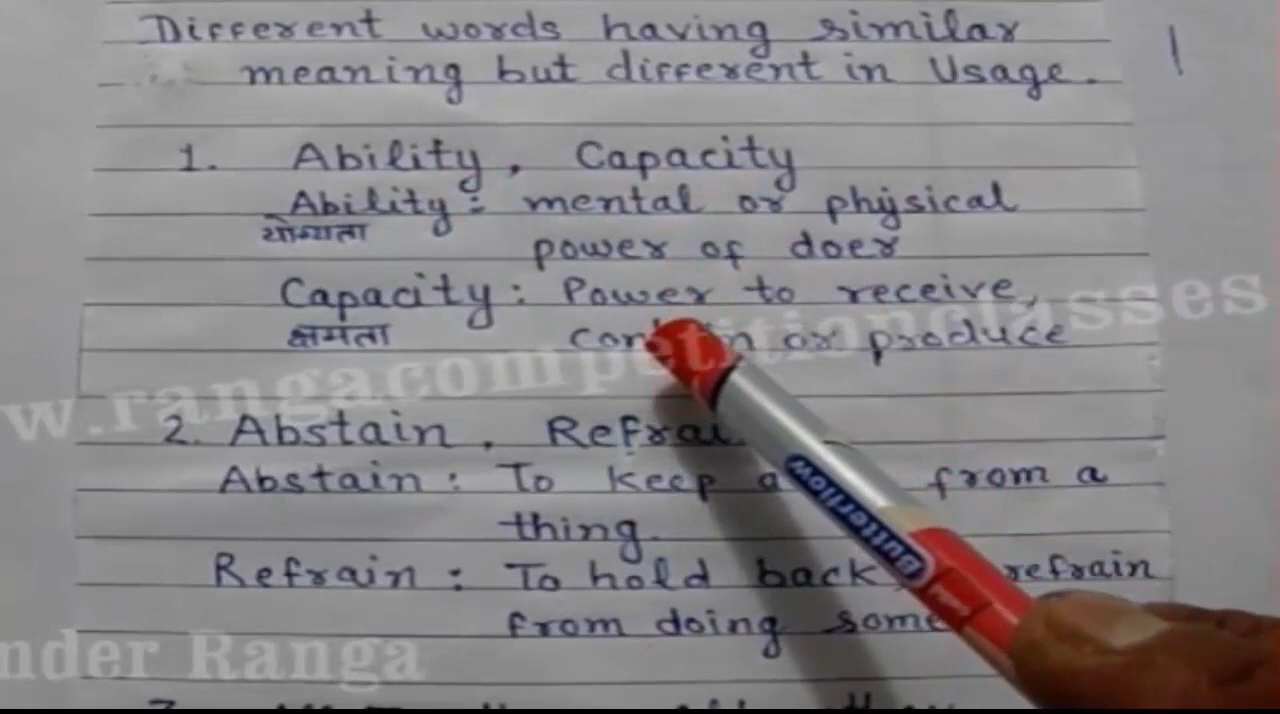 Different words having similar
meaning but different in Usage.
1
1. Ability, Capacity
Ability: mental or physical
योग्यता
power of doer
Capacity: Power to receive,
क्षमता
or produce
w.rangacompetitionclasses
2. Abstain,
Abstain: To keep from a
thing.
Refrain: To hold back, refrain
from doing
Butterflow
nder Ranga